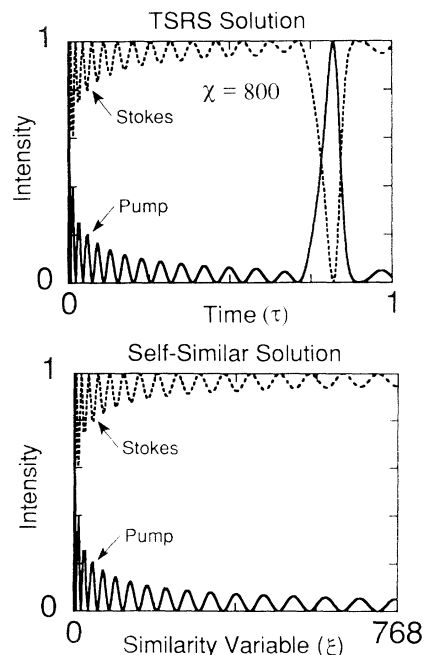 TSRS Solution
1
Stokes
χ = 800
Intensity
Pump
0
0
1
Time (τ)
Self-Similar Solution
1
Stokes
Intensity
Pump
0
0
768
Similarity Variable (ξ)